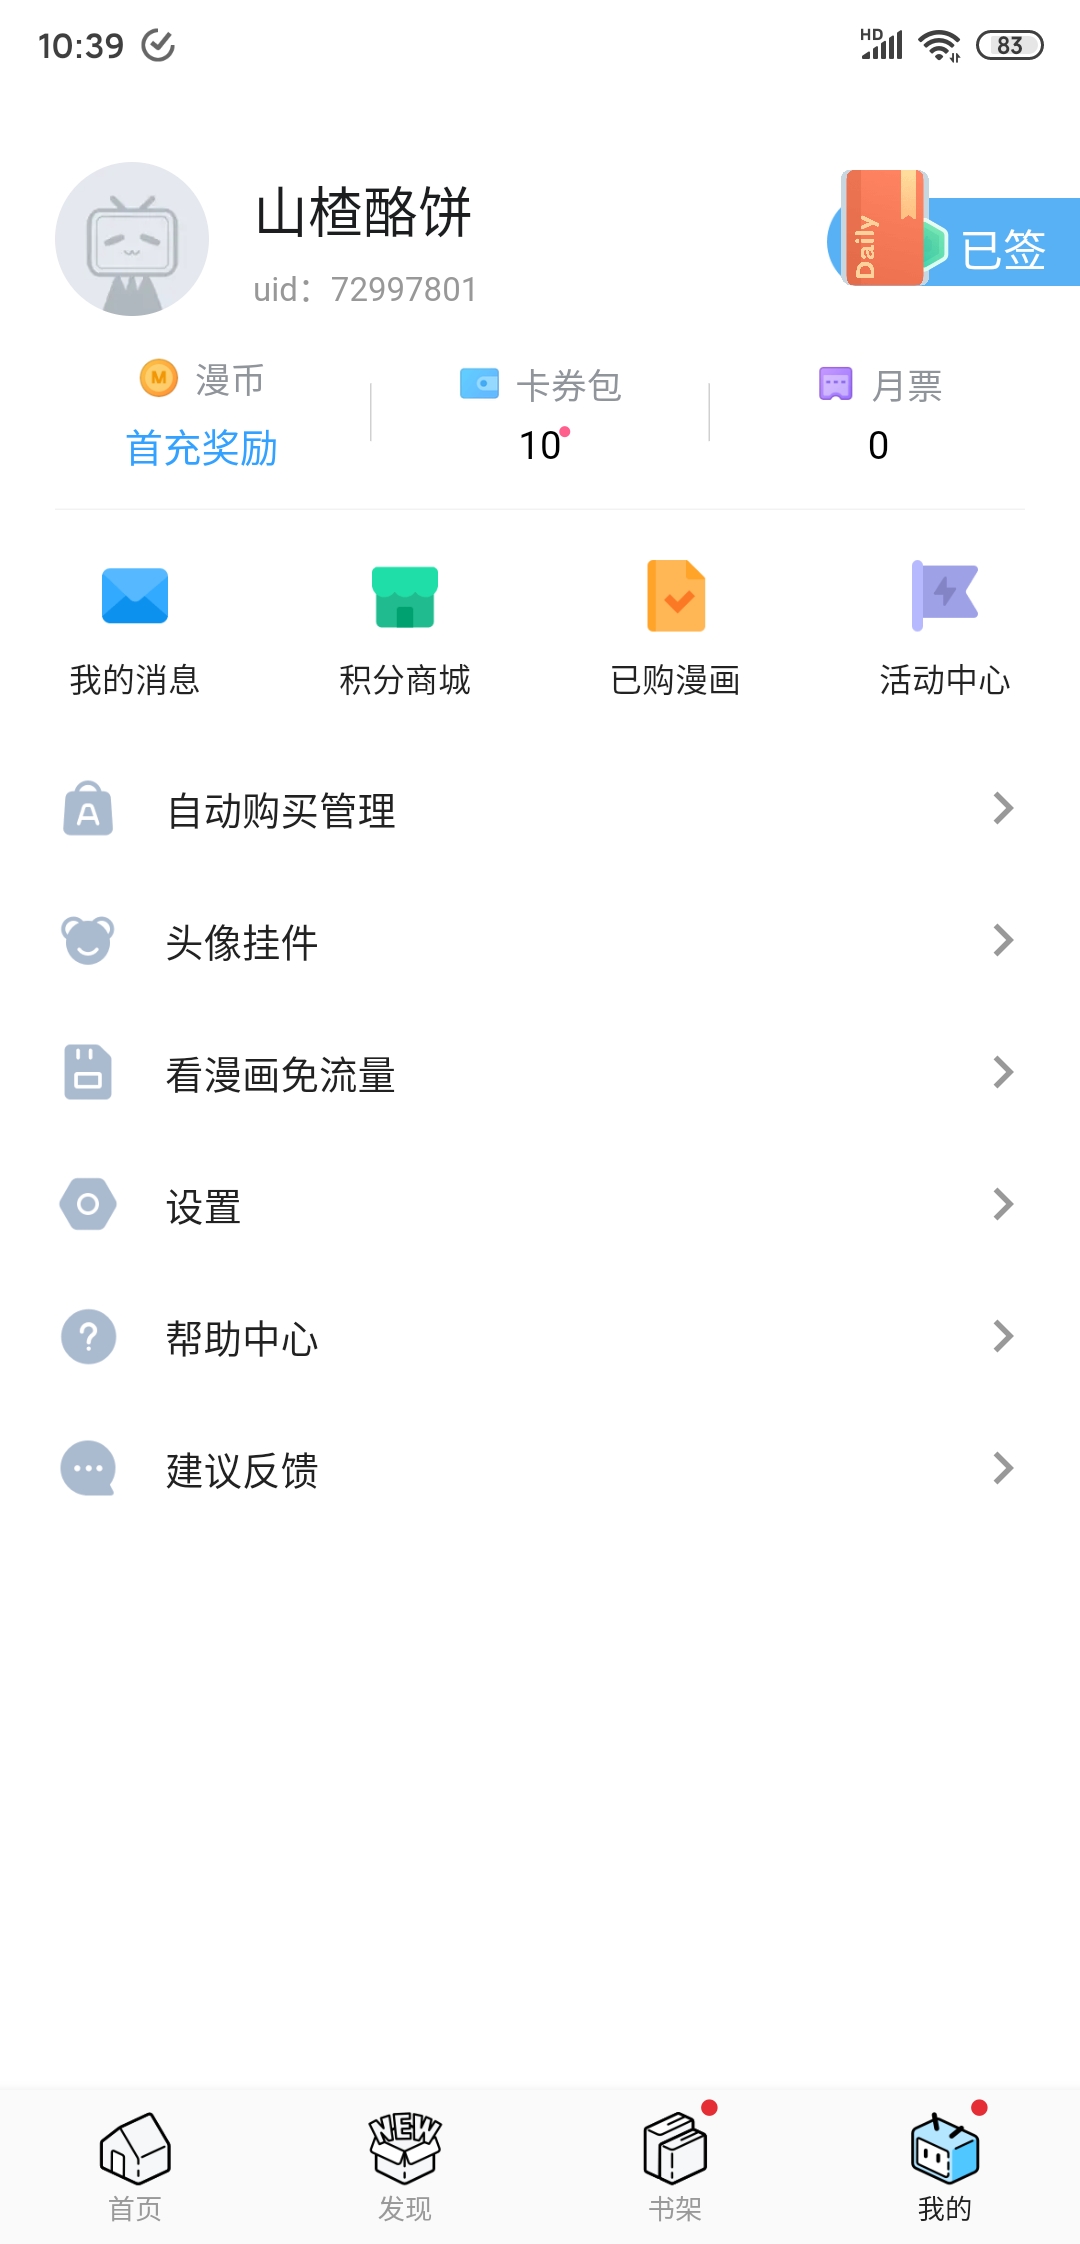 10:39
HD
83
山楂酪饼
uid：72997801
Daily
已签
M 漫币
卡券包
月票
首充奖励
10
0
我的消息
积分商城
已购漫画
活动中心
A 自动购买管理
头像挂件
看漫画免流量
设置
? 帮助中心
建议反馈
NEW
首页
发现
书架
我的